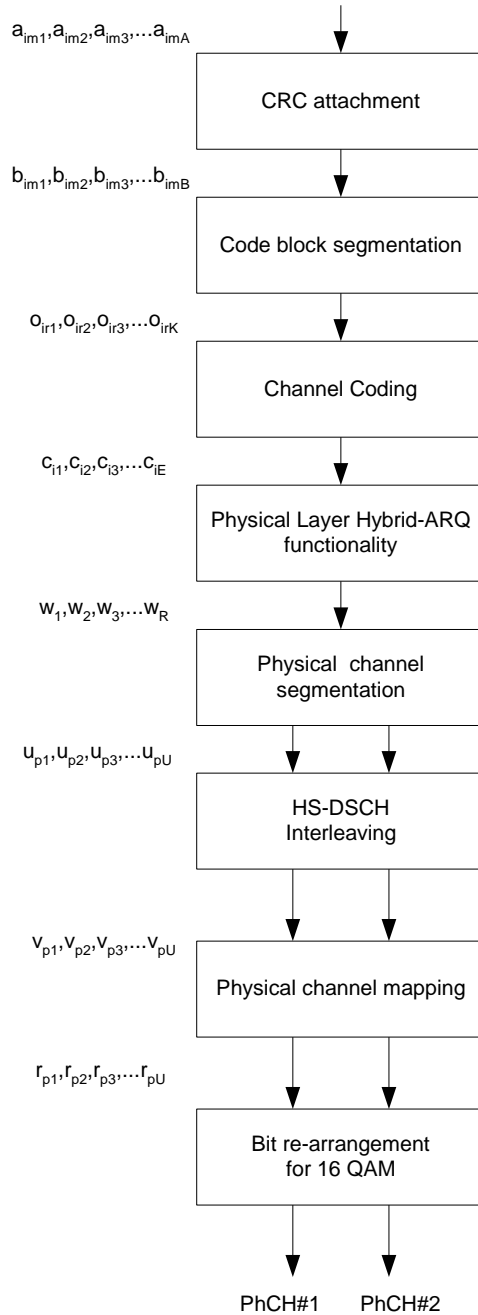 a_im1,a_im2,a_im3,...a_imA
CRC attachment
b_im1,b_im2,b_im3,...b_imB
Code block segmentation
o_ir1,o_ir2,o_ir3,...o_irK
Channel Coding
c_i1,c_i2,c_i3,...c_iE
Physical Layer Hybrid-ARQ
functionality
w_1,w_2,w_3,...w_R
Physical channel
segmentation
u_p1,u_p2,u_p3,...u_pU
HS-DSCH
Interleaving
v_p1,v_p2,v_p3,...v_pU
Physical channel mapping
r_p1,r_p2,r_p3,...r_pU
Bit re-arrangement
for 16 QAM
PhCH#1 PhCH#2